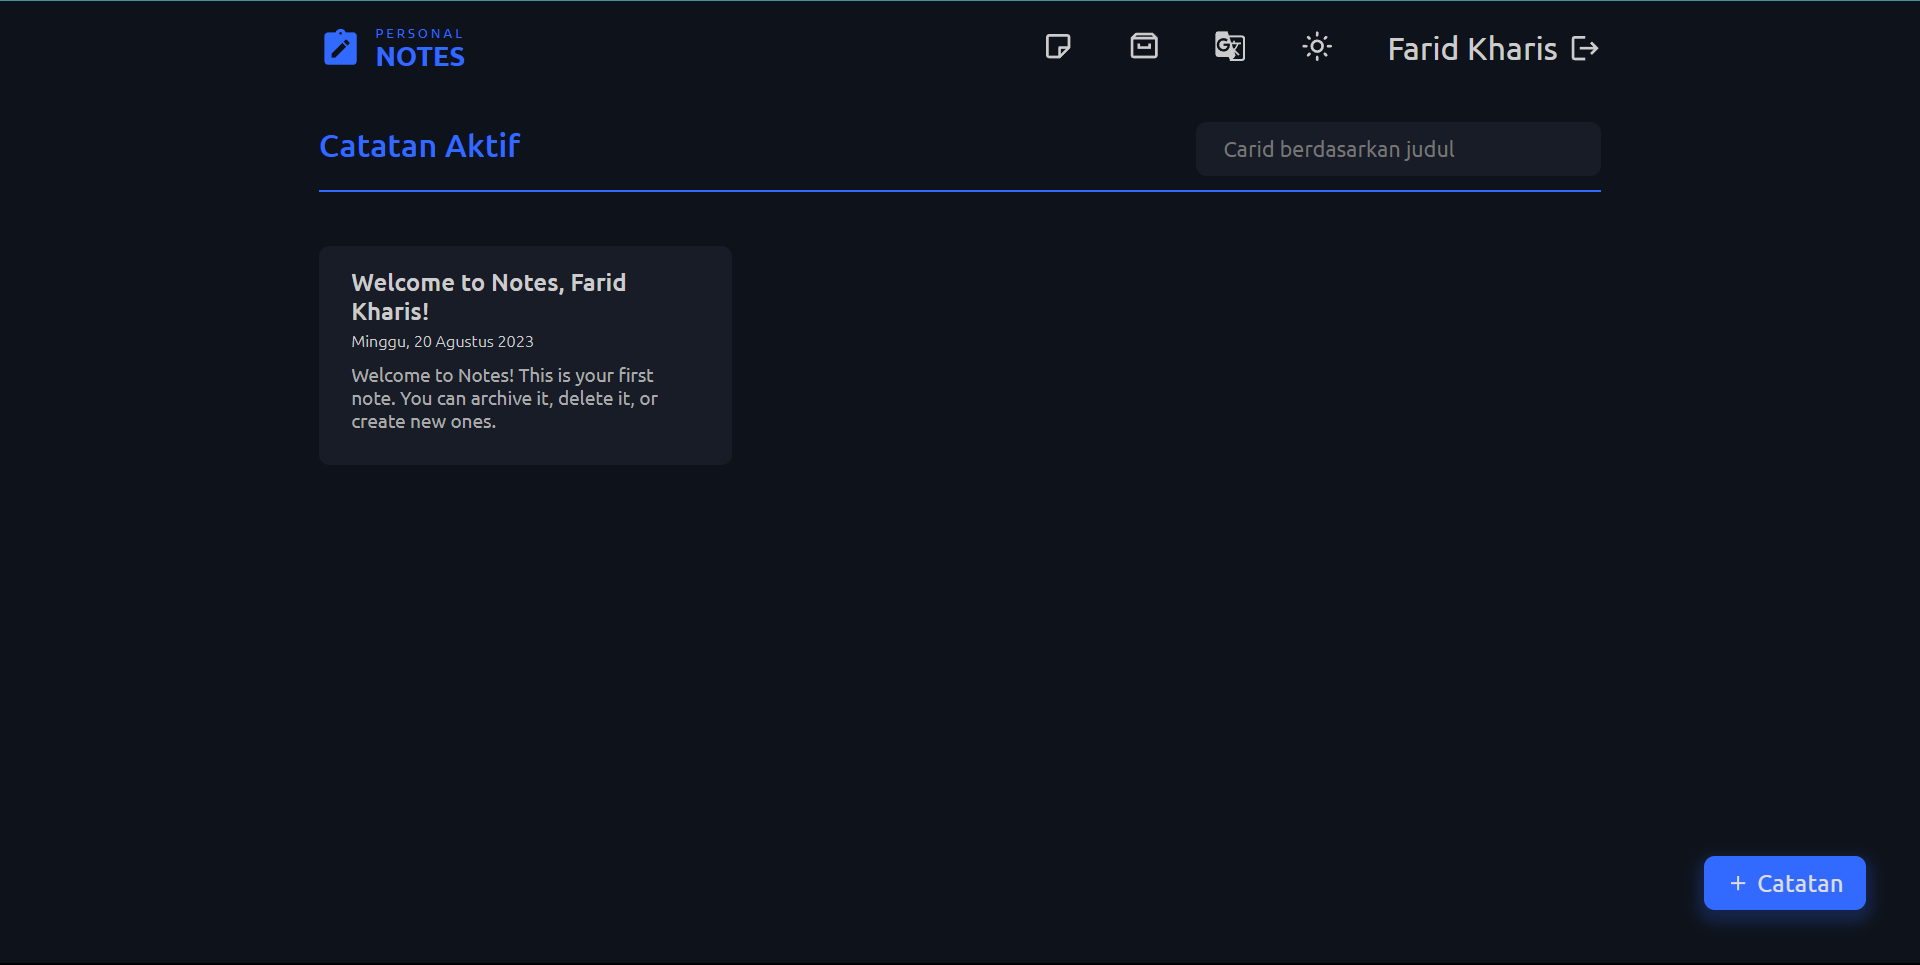 PERSONAL
NOTES
Farid Kharis
Catatan Aktif
Carid berdasarkan judul
Welcome to Notes, Farid
Kharis!
Minggu, 20 Agustus 2023
Welcome to Notes! This is your first
note. You can archive it, delete it, or
create new ones.
+ Catatan